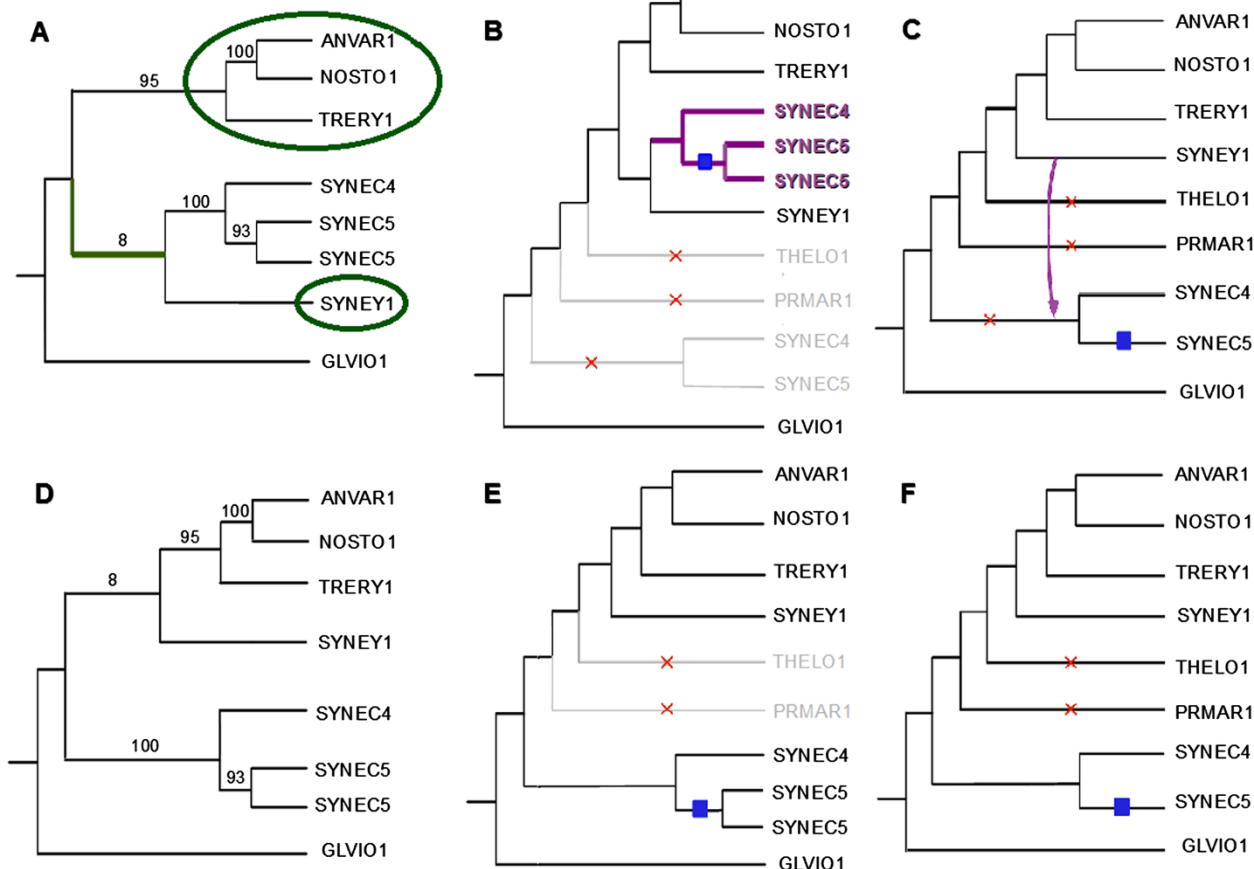 A
95
100
ANVAR1
NOSTO1
TRERY1
8
100
93
SYNEC4
SYNEC5
SYNEC5
SYNEY1
GLVIO1
B
NOSTO1
TRERY1
SYNEC4
SYNEC5
SYNEC5
SYNEY1
THELO1
PRMAR1
SYNEC4
SYNEC5
GLVIO1
C
ANVAR1
NOSTO1
TRERY1
SYNEY1
THELO1
PRMAR1
SYNEC4
SYNEC5
GLVIO1
D
8
95
100
ANVAR1
NOSTO1
TRERY1
SYNEY1
100
93
SYNEC4
SYNEC5
SYNEC5
GLVIO1
E
ANVAR1
NOSTO1
TRERY1
SYNEY1
THELO1
PRMAR1
SYNEC4
SYNEC5
SYNEC5
GLVIO1
F
ANVAR1
NOSTO1
TRERY1
SYNEY1
THELO1
PRMAR1
SYNEC4
SYNEC5
GLVIO1